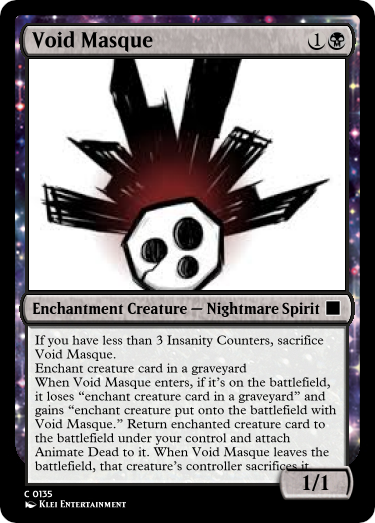 Void Masque
1
Enchantment Creature — Nightmare Spirit
If you have less than 3 Insanity Counters, sacrifice
Void Masque.
Enchant creature card in a graveyard
When Void Masque enters, if it's on the battlefield,
it loses “enchant creature card in a graveyard” and
gains “enchant creature put onto the battlefield with
Void Masque.” Return enchanted creature card to
the battlefield under your control and attach
Animate Dead to it. When Void Masque leaves the
battlefield, that creature's controller sacrifices it.
1/1
C 0135
Klei Entertainment